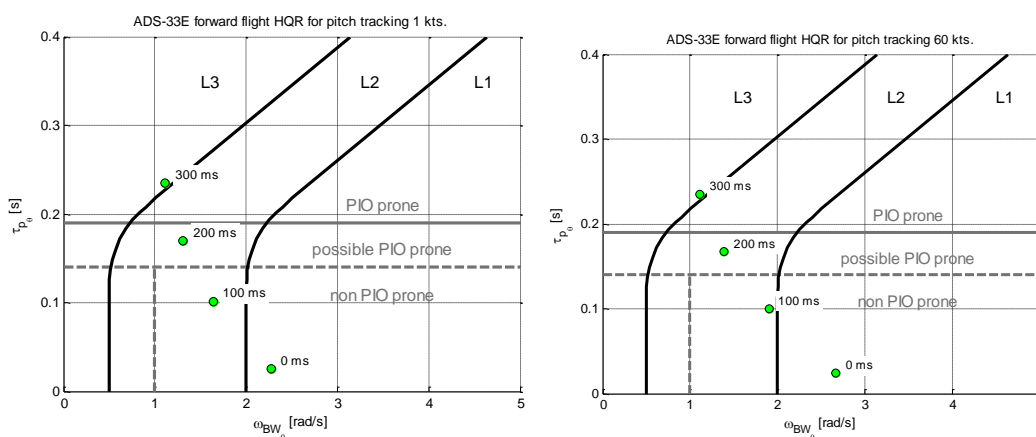 ADS-33E forward flight HQR for pitch tracking 1 kts.
0.4
0.3
0.2
0.1
0
τpθ [s]
L3
L2
L1
300 ms
PIO prone
200 ms
possible PIO prone
100 ms
non PIO prone
0 ms
0 1 2 3 4 5
ωBWθ [rad/s]
ADS-33E forward flight HQR for pitch tracking 60 kts.
0.4
0.3
0.2
0.1
0
τpθ [s]
L3
L2
L1
300 ms
PIO prone
200 ms
possible PIO prone
100 ms
non PIO prone
0 ms
0 1 2 3 4
ωBWθ [rad/s]